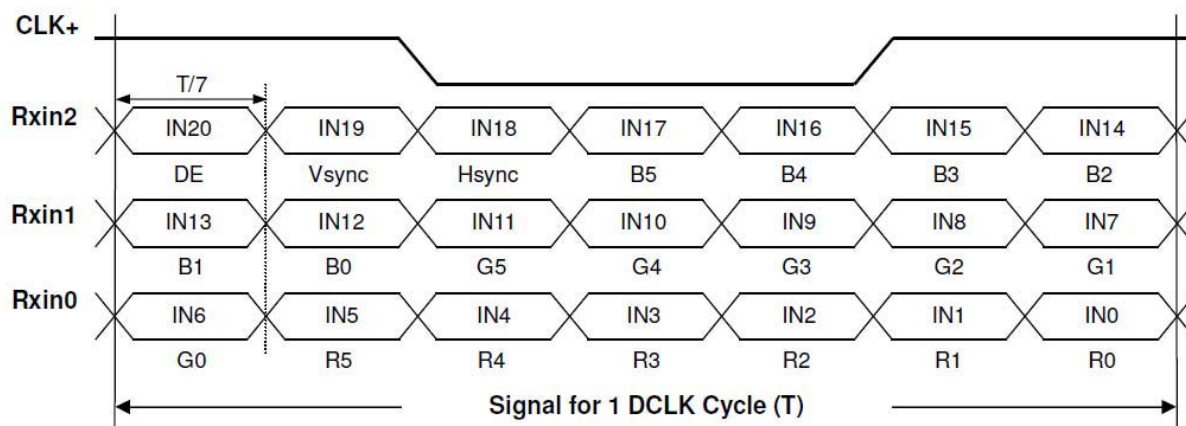 CLK+
T/7
Rxin2 IN20 IN19 IN18 IN17 IN16 IN15 IN14
DE Vsync Hsync B5 B4 B3 B2
Rxin1 IN13 IN12 IN11 IN10 IN9 IN8 IN7
B1 B0 G5 G4 G3 G2 G1
Rxin0 IN6 IN5 IN4 IN3 IN2 IN1 IN0
G0 R5 R4 R3 R2 R1 R0
Signal for 1 DCLK Cycle (T)